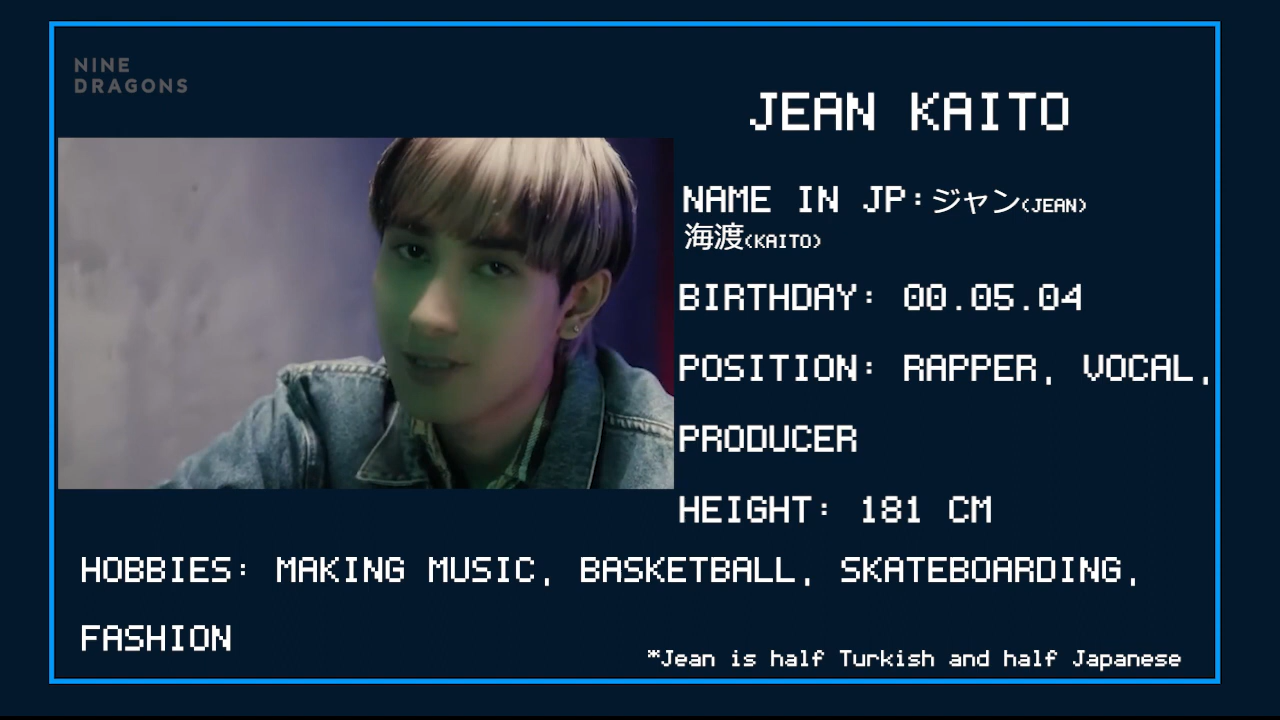 NINE
DRAGONS
JEAN KAITO
NAME IN JP:ジャン(JEAN)
海渡(KAITO)
BIRTHDAY: 00.05.04
POSITION: RAPPER, VOCAL,
PRODUCER
HEIGHT: 181 CM
HOBBIES: MAKING MUSIC, BASKETBALL, SKATEBOARDING,
FASHION
*Jean is half Turkish and half Japanese